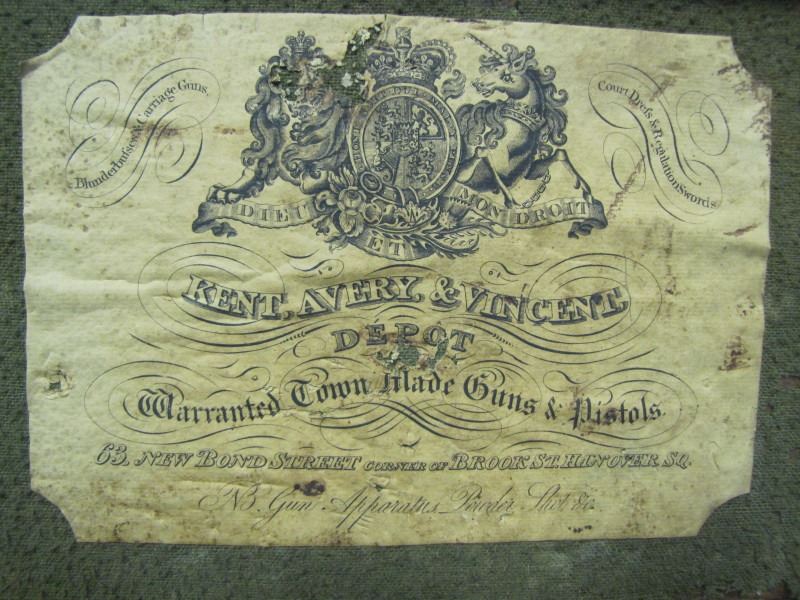 Blunderbusses & Carriage Guns,
Court Dress & Regulation Swords
DIEU ET MON DROIT
KENT, AVERY, & VINCENT,
DEPOT
Warranted Town Made Guns & Pistols.
63, NEW BOND STREET CORNER OF BROOK ST. HANOVER SQ.
NB. Gun Apparatus Powder Shot &c.